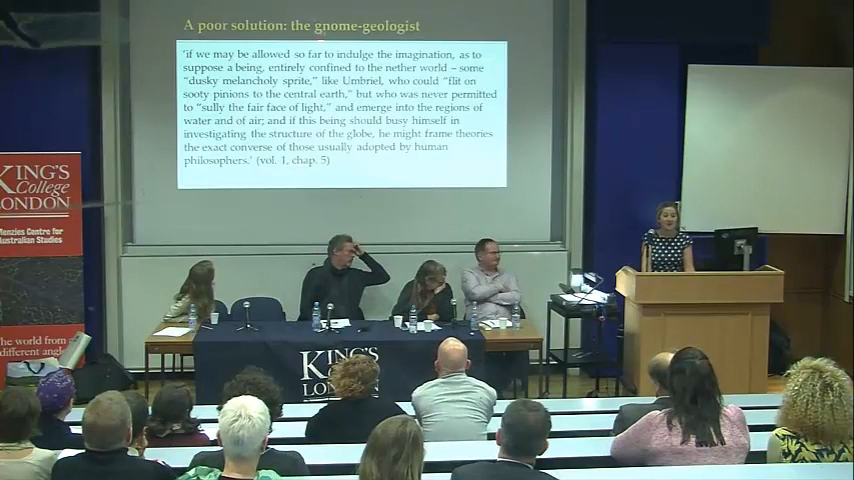 A poor solution: the gnome-geologist
'if we may be allowed so far to indulge the imagination, as to
suppose a being, entirely confined to the nether world – some
"dusky melancholy sprite," like Umbriel, who could "flit on
sooty pinions to the central earth," but who was never permitted
to "sully the fair face of light," and emerge into the regions of
water and of air; and if this being should busy himself in
investigating the structure of the globe, he might frame theories
the exact converse of those usually adopted by human
philosophers.' (vol. 1, chap. 5)
KING'S
College
LONDON
Menzies Centre for
Australian Studies
The world from
different angle
KING'S
LONDON